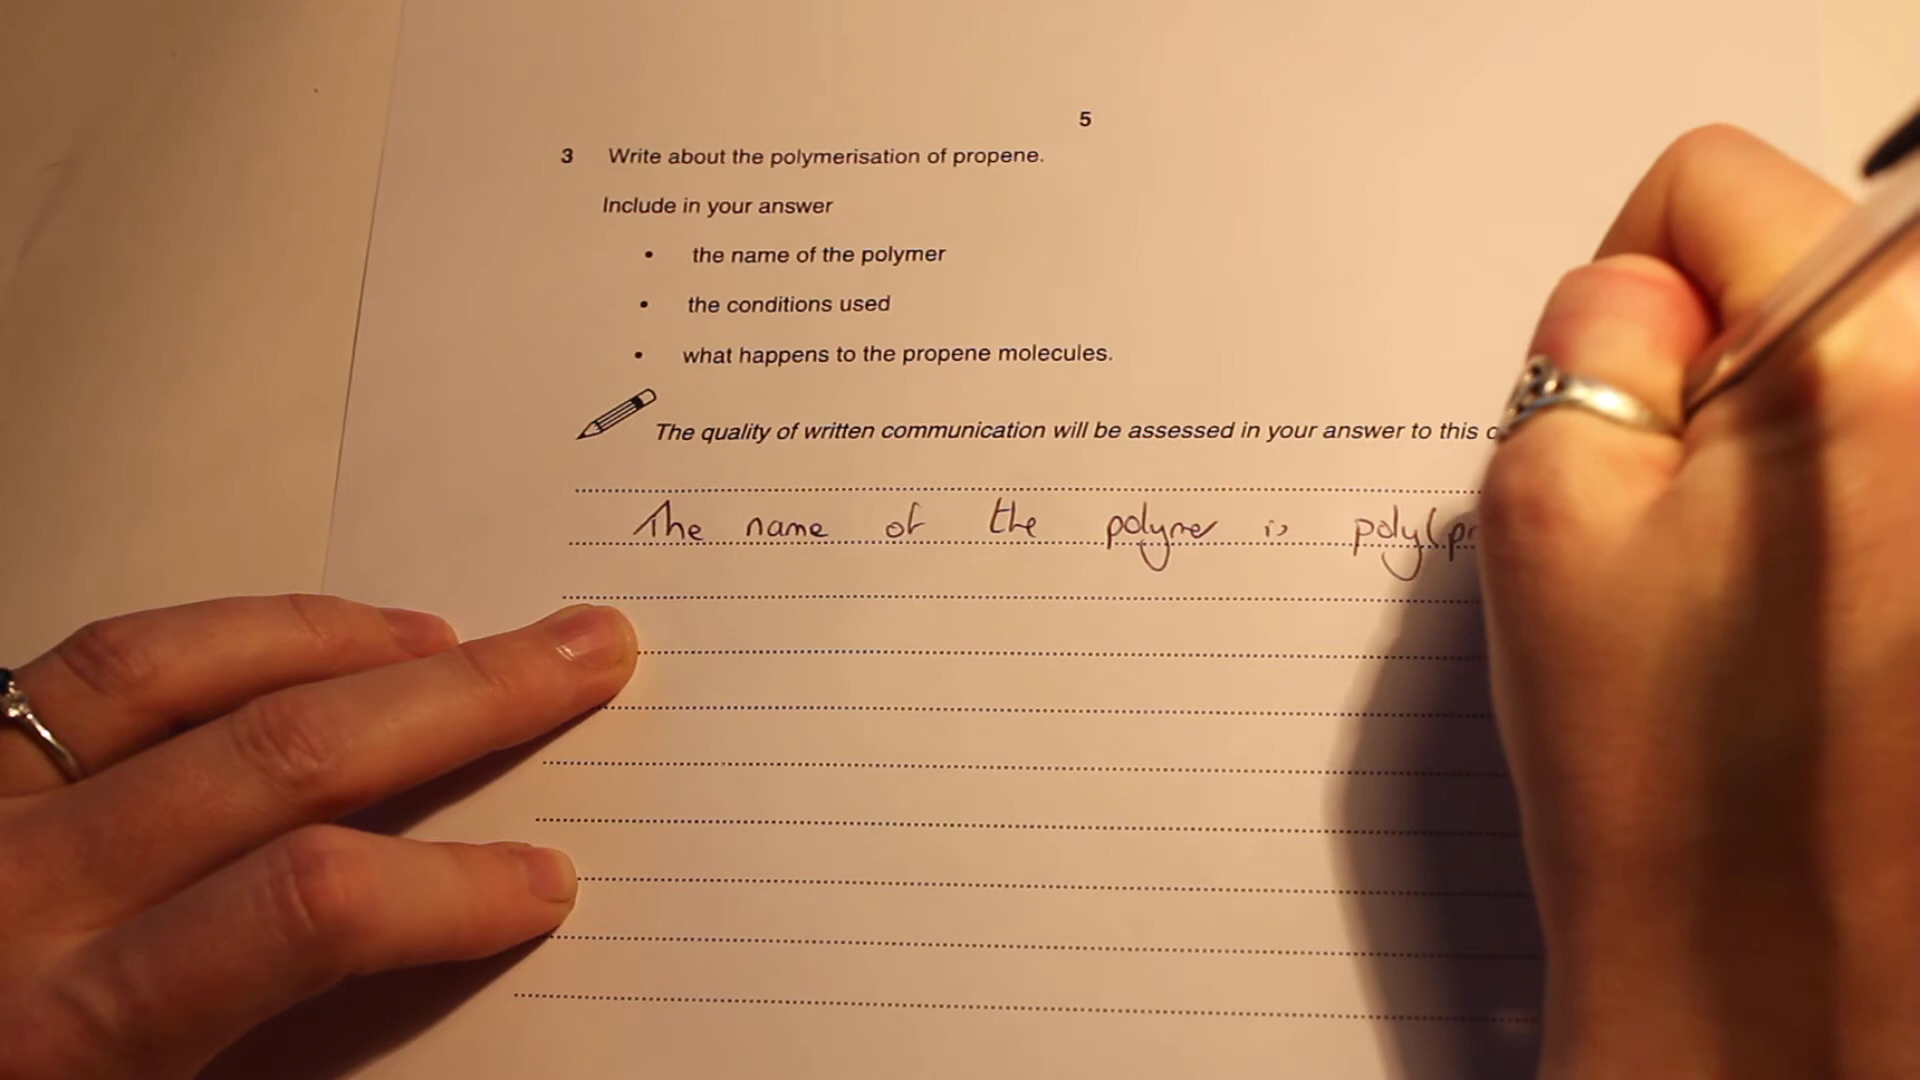 5
3 Write about the polymerisation of propene.
Include in your answer
• the name of the polymer
• the conditions used
• what happens to the propene molecules.
The quality of written communication will be assessed in your answer to this
The name of the polymer is poly(pr